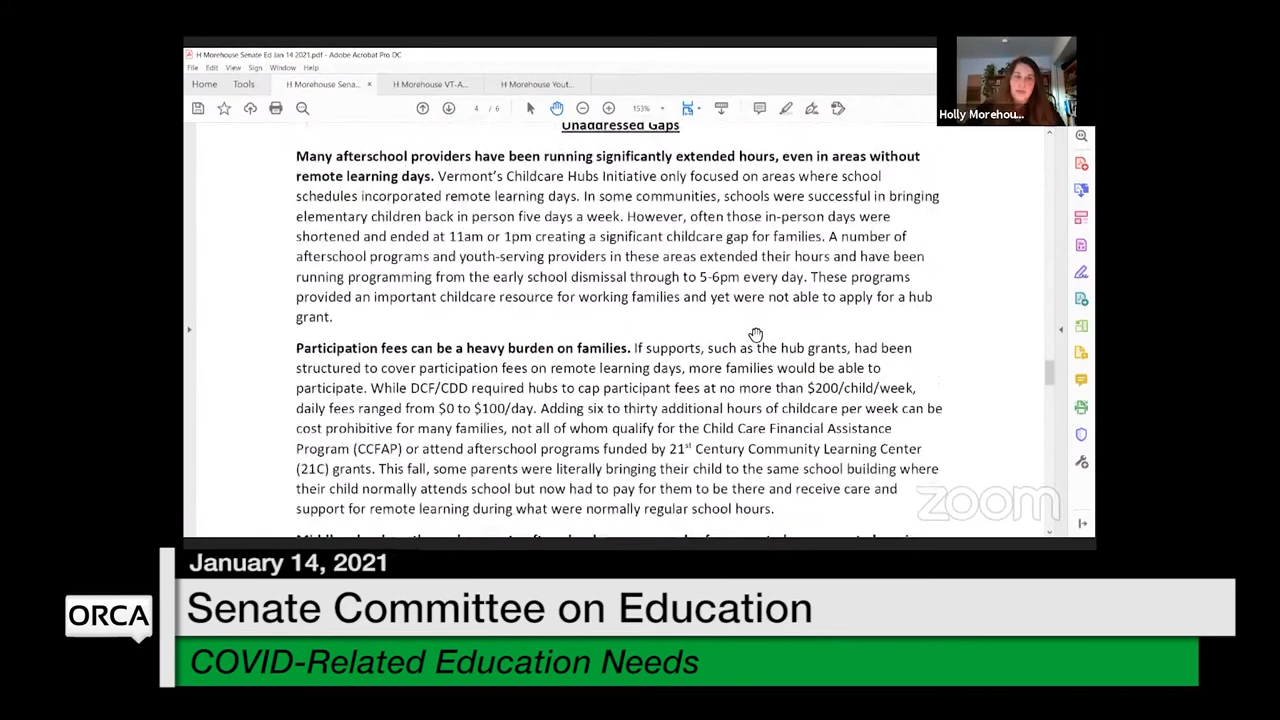 H Morehouse Senate Ed Jan 14 2021.pdf - Adobe Acrobat Pro DC
File Edit View Sign Window Help
Home Tools H Morehouse Sena... × H Morehouse VT-A... H Morehouse Yout...
4 / 6 153%
Holly Morehou...
Unaddressed Gaps
Many afterschool providers have been running significantly extended hours, even in areas without
remote learning days. Vermont's Childcare Hubs Initiative only focused on areas where school
schedules incorporated remote learning days. In some communities, schools were successful in bringing
elementary children back in person five days a week. However, often those in-person days were
shortened and ended at 11am or 1pm creating a significant childcare gap for families. A number of
afterschool programs and youth-serving providers in these areas extended their hours and have been
running programming from the early school dismissal through to 5-6pm every day. These programs
provided an important childcare resource for working families and yet were not able to apply for a hub
grant.
Participation fees can be a heavy burden on families. If supports, such as the hub grants, had been
structured to cover participation fees on remote learning days, more families would be able to
participate. While DCF/CDD required hubs to cap participant fees at no more than $200/child/week,
daily fees ranged from $0 to $100/day. Adding six to thirty additional hours of childcare per week can be
cost prohibitive for many families, not all of whom qualify for the Child Care Financial Assistance
Program (CCFAP) or attend afterschool programs funded by 21st Century Community Learning Center
(21C) grants. This fall, some parents were literally bringing their child to the same school building where
their child normally attends school but now had to pay for them to be there and receive care and
support for remote learning during what were normally regular school hours.
zoom
January 14, 2021
ORCA
Senate Committee on Education
COVID-Related Education Needs